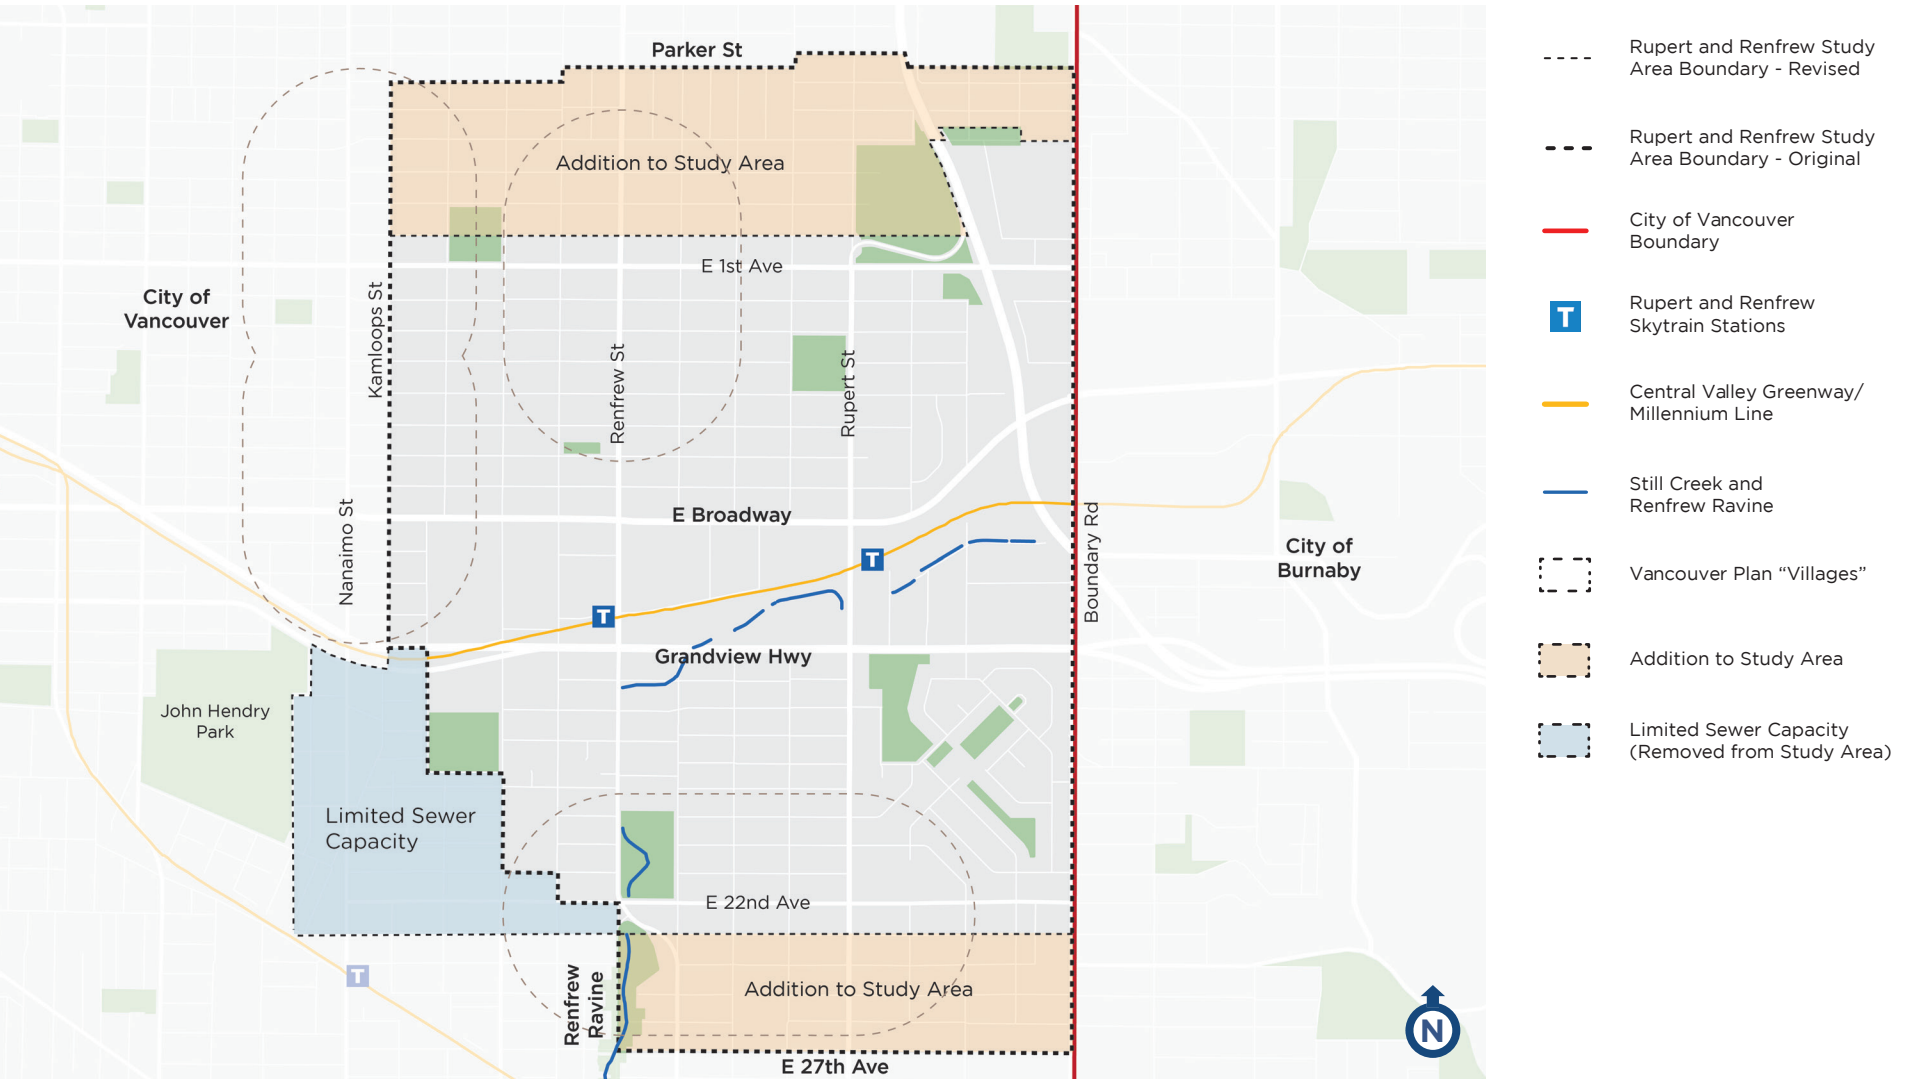 Parker St
Addition to Study Area
E 1st Ave
City of
Vancouver
Kamloops St
Renfrew St
Rupert St
Nanaimo St
E Broadway
T
T
Boundary Rd
City of
Burnaby
Grandview Hwy
John Hendry
Park
Limited Sewer
Capacity
E 22nd Ave
T
Renfrew
Ravine
Addition to Study Area
E 27th Ave
N
Rupert and Renfrew Study
Area Boundary - Revised
Rupert and Renfrew Study
Area Boundary - Original
City of Vancouver
Boundary
T
Rupert and Renfrew
Skytrain Stations
Central Valley Greenway/
Millennium Line
Still Creek and
Renfrew Ravine
Vancouver Plan “Villages”
Addition to Study Area
Limited Sewer Capacity
(Removed from Study Area)